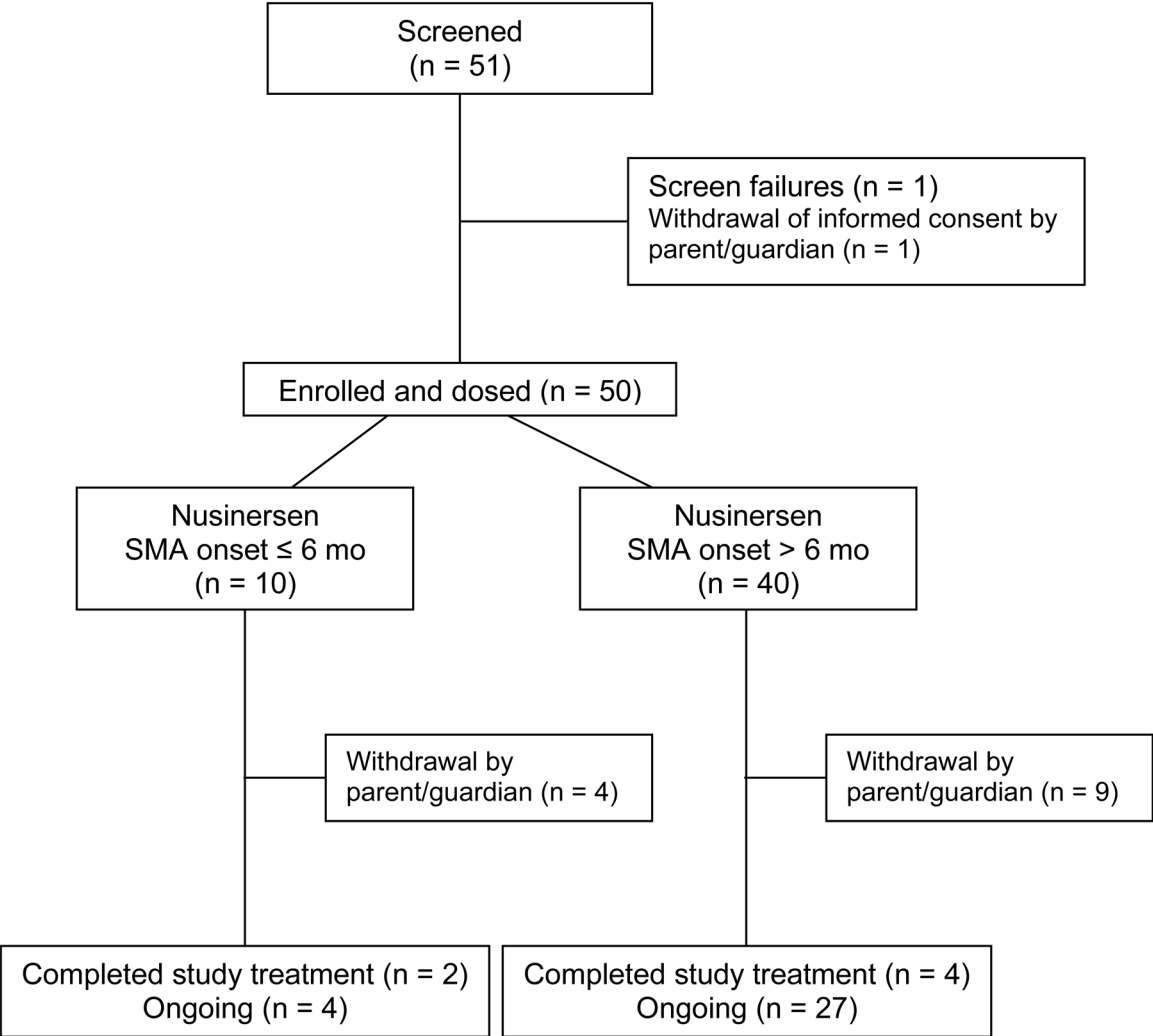 Screened
(n = 51)
Screen failures (n = 1)
Withdrawal of informed consent by
parent/guardian (n = 1)
Enrolled and dosed (n = 50)
Nusinersen
SMA onset ≤ 6 mo
(n = 10)
Nusinersen
SMA onset > 6 mo
(n = 40)
Withdrawal by
parent/guardian (n = 4)
Withdrawal by
parent/guardian (n = 9)
Completed study treatment (n = 2)
Ongoing (n = 4)
Completed study treatment (n = 4)
Ongoing (n = 27)